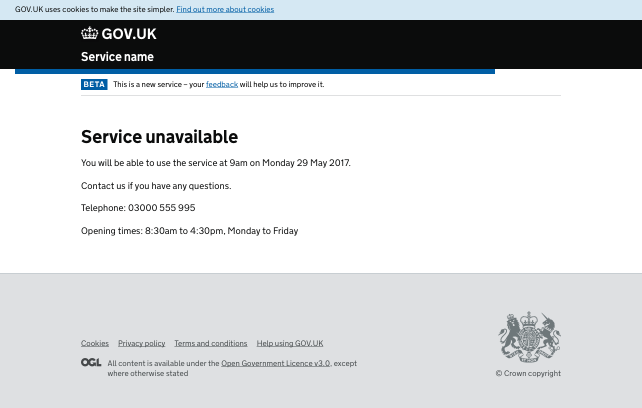 GOV.UK uses cookies to make the site simpler. Find out more about cookies
GOV.UK
Service name
BETA This is a new service – your feedback will help us to improve it.
Service unavailable
You will be able to use the service at 9am on Monday 29 May 2017.
Contact us if you have any questions.
Telephone: 03000 555 995
Opening times: 8:30am to 4:30pm, Monday to Friday
Cookies Privacy policy Terms and conditions Help using GOV.UK
OGL All content is available under the Open Government Licence v3.0, except
where otherwise stated
© Crown copyright